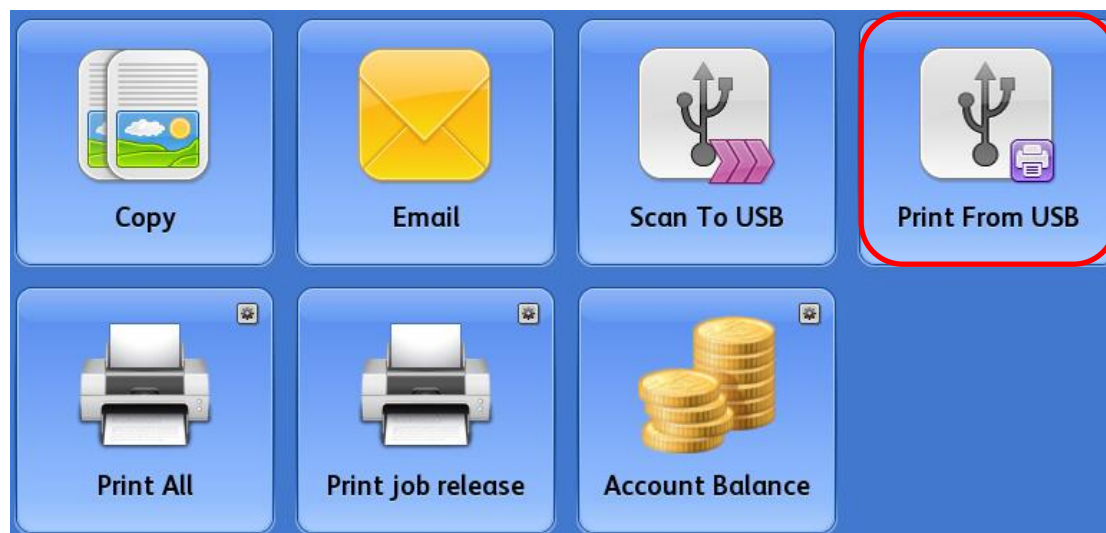 Copy
Email
Scan To USB
Print From USB
Print All
Print job release
Account Balance